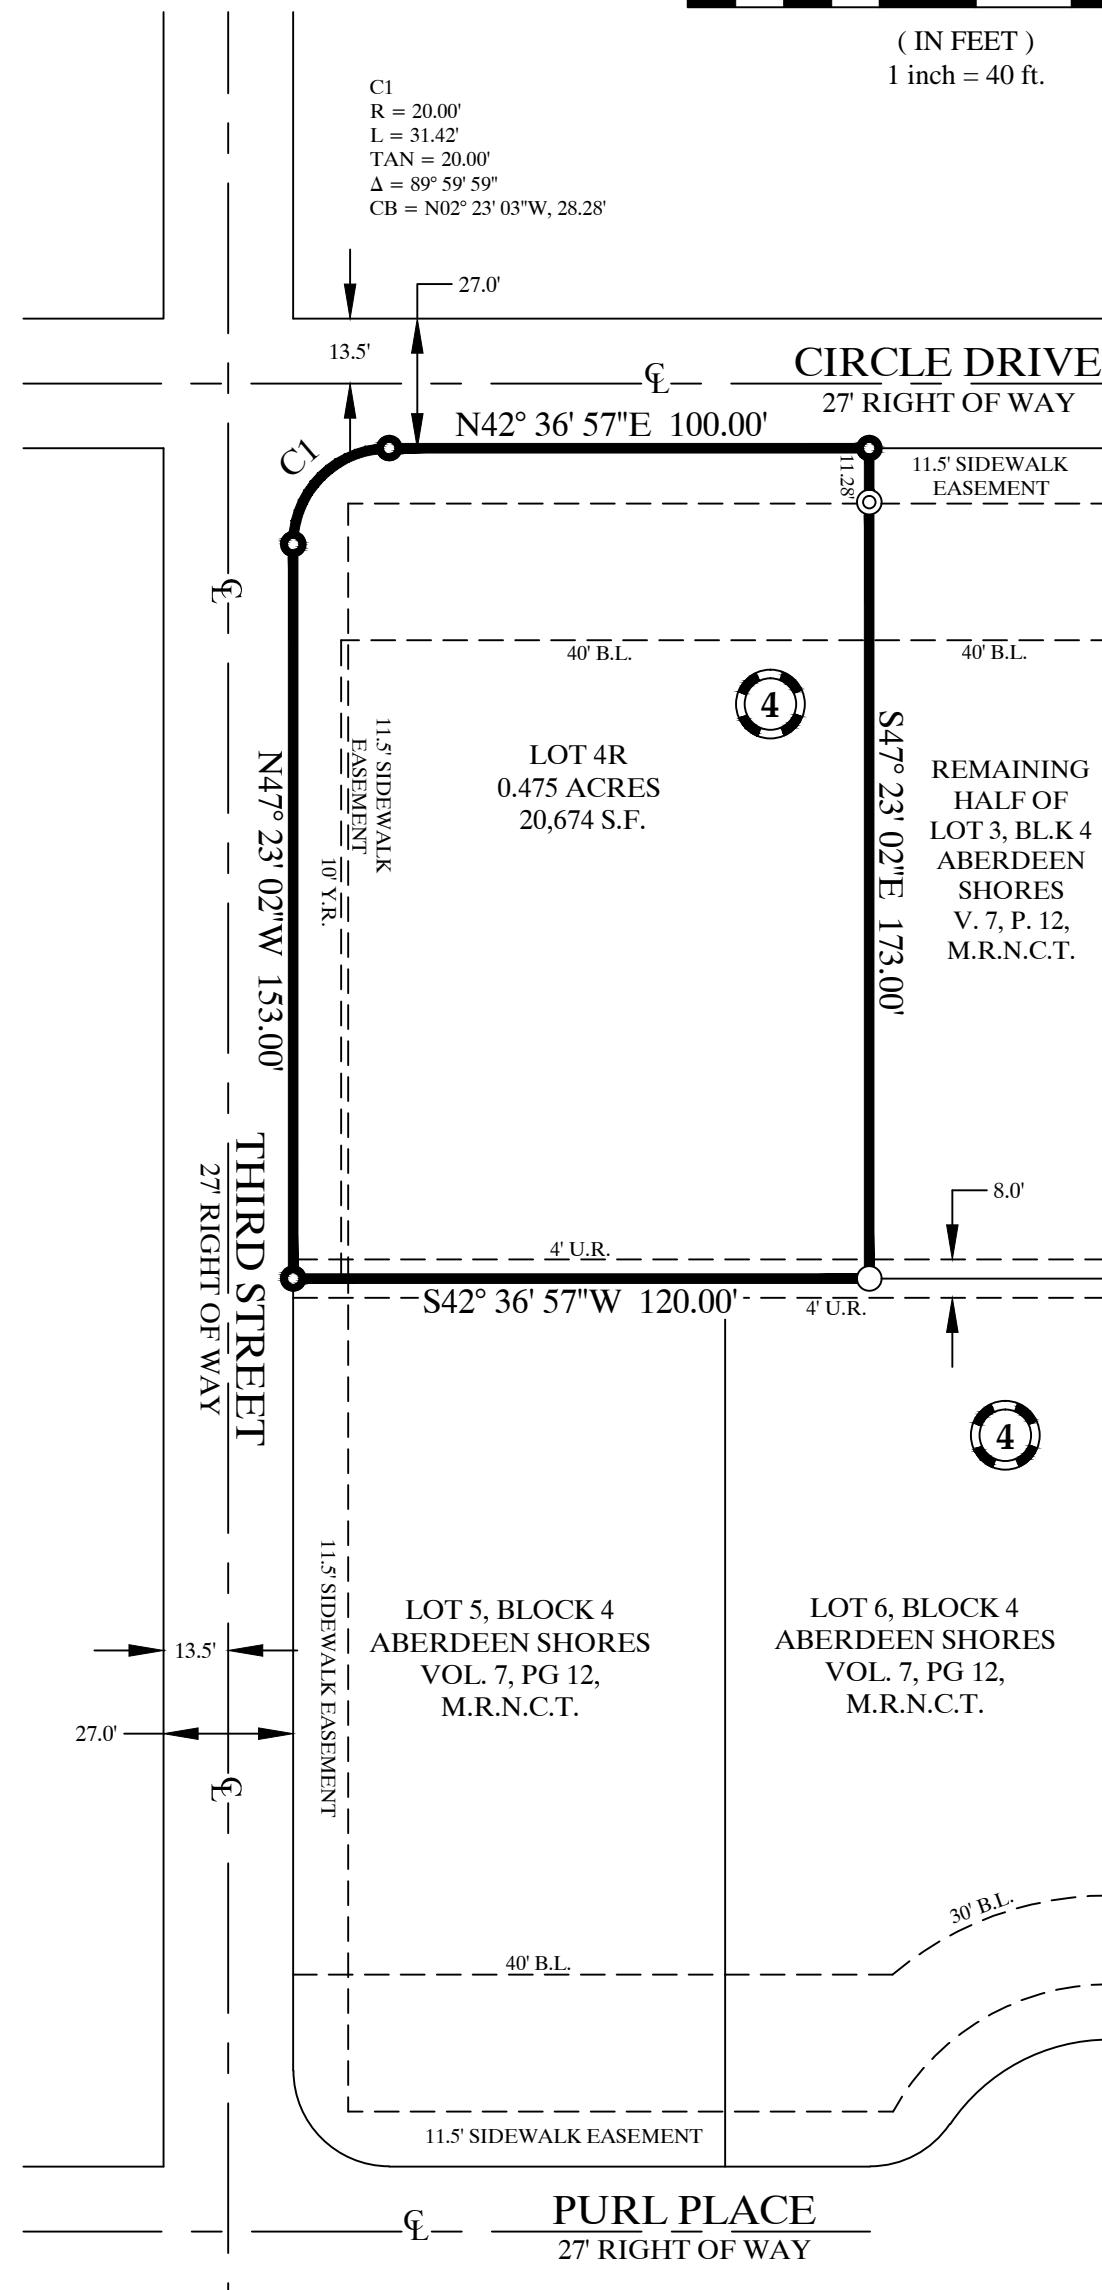 ( IN FEET )
1 inch = 40 ft.
C1
R = 20.00'
L = 31.42'
TAN = 20.00'
Δ = 89° 59' 59"
CB = N02° 23' 03"W, 28.28'
27.0'
13.5'
CIRCLE DRIVE
27' RIGHT OF WAY
℄
N42° 36' 57"E 100.00'
C1
11.28'
11.5' SIDEWALK
EASEMENT
℄
40' B.L.
40' B.L.
4
11.5' SIDEWALK
EASEMENT
10' Y.R.
LOT 4R
0.475 ACRES
20,674 S.F.
N47° 23' 02"W 153.00'
S47° 23' 02"E 173.00'
REMAINING
HALF OF
LOT 3, BL.K 4
ABERDEEN
SHORES
V. 7, P. 12,
M.R.N.C.T.
THIRD STREET
27' RIGHT OF WAY
8.0'
4' U.R.
S42° 36' 57"W 120.00'
4' U.R.
4
11.5' SIDEWALK EASEMENT
LOT 5, BLOCK 4
ABERDEEN SHORES
VOL. 7, PG 12,
M.R.N.C.T.
LOT 6, BLOCK 4
ABERDEEN SHORES
VOL. 7, PG 12,
M.R.N.C.T.
13.5'
27.0'
℄
30' B.L.
40' B.L.
11.5' SIDEWALK EASEMENT
℄
PURL PLACE
27' RIGHT OF WAY